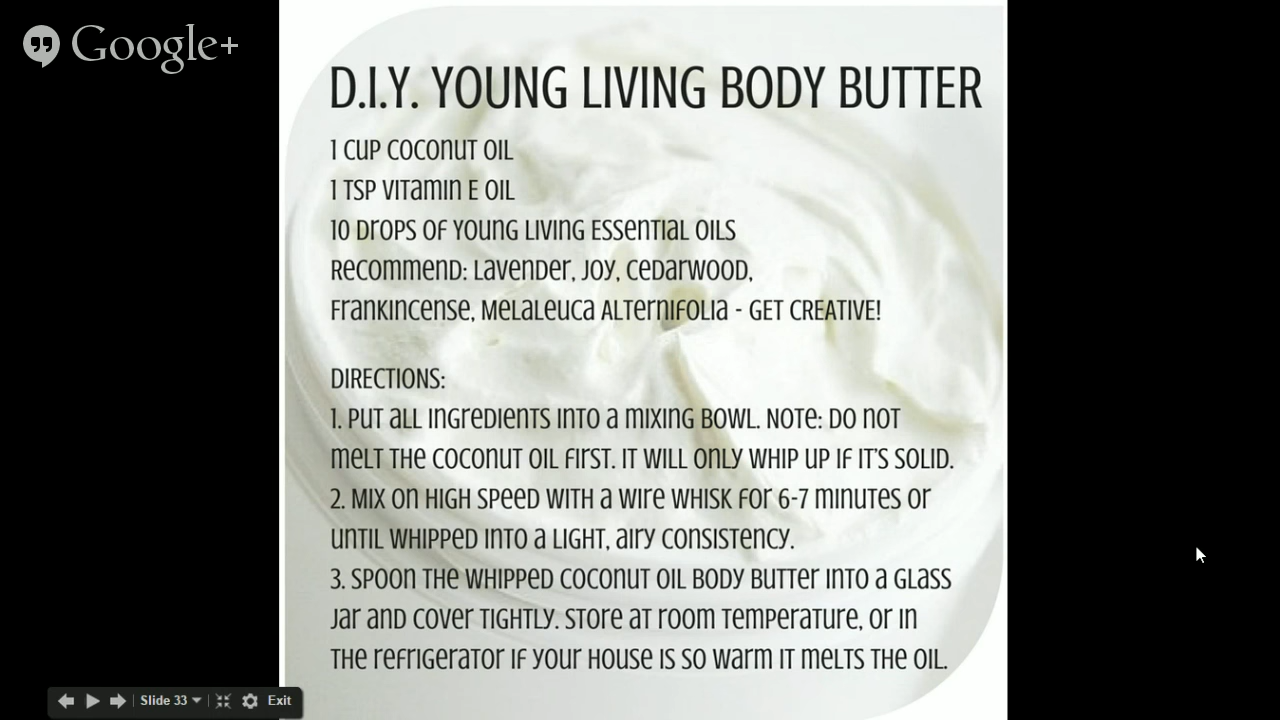 Google+
D.I.Y. YOUNG LIVING BODY BUTTER
1 CUP COCONUT OIL
1 TSP VITAMIN E OIL
10 DROPS OF YOUNG LIVING ESSENTIAL OILS
RECOMMEND: LAVENDER, JOY, CEDARWOOD,
FRANKINCENSE, MELALEUCA ALTERNIFOLIA - GET CREATIVE!
DIRECTIONS:
1. PUT ALL INGREDIENTS INTO A MIXING BOWL. NOTE: DO NOT
MELT THE COCONUT OIL FIRST. IT WILL ONLY WHIP UP IF IT'S SOLID.
2. MIX ON HIGH SPEED WITH A WIRE WHISK FOR 6-7 MINUTES OR
UNTIL WHIPPED INTO A LIGHT, AIRY CONSISTENCY.
3. SPOON THE WHIPPED COCONUT OIL BODY BUTTER INTO A GLASS
JAR AND COVER TIGHTLY. STORE AT ROOM TEMPERATURE, OR IN
THE REFRIGERATOR IF YOUR HOUSE IS SO WARM IT MELTS THE OIL.
Slide 33 Exit